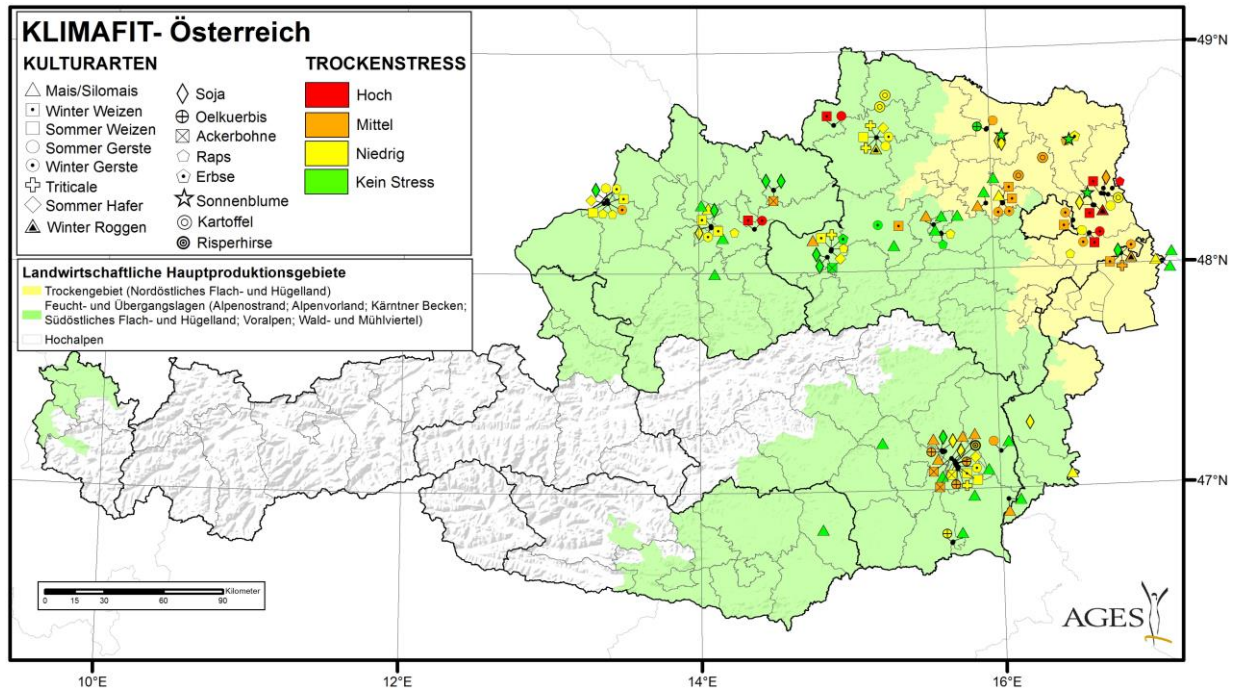 KLIMAFIT- Österreich
KULTURARTEN
Mais/Silomais
Winter Weizen
Sommer Weizen
Sommer Gerste
Winter Gerste
Triticale
Sommer Hafer
Winter Roggen
Soja
Oelkuerbis
Ackerbohne
Raps
Erbse
Sonnenblume
Kartoffel
Risperhirse
TROCKENSTRESS
Hoch
Mittel
Niedrig
Kein Stress
Landwirtschaftliche Hauptproduktionsgebiete
Trockengebiet (Nordöstliches Flach- und Hügelland)
Feucht- und Übergangslagen (Alpenostrand; Alpenvorland; Kärntner Becken;
Südöstliches Flach- und Hügelland; Voralpen; Wald- und Mühlviertel)
Hochalpen
49°N
48°N
47°N
Kilometer
0 15 30 60 90
AGES
10°E 12°E 14°E 16°E